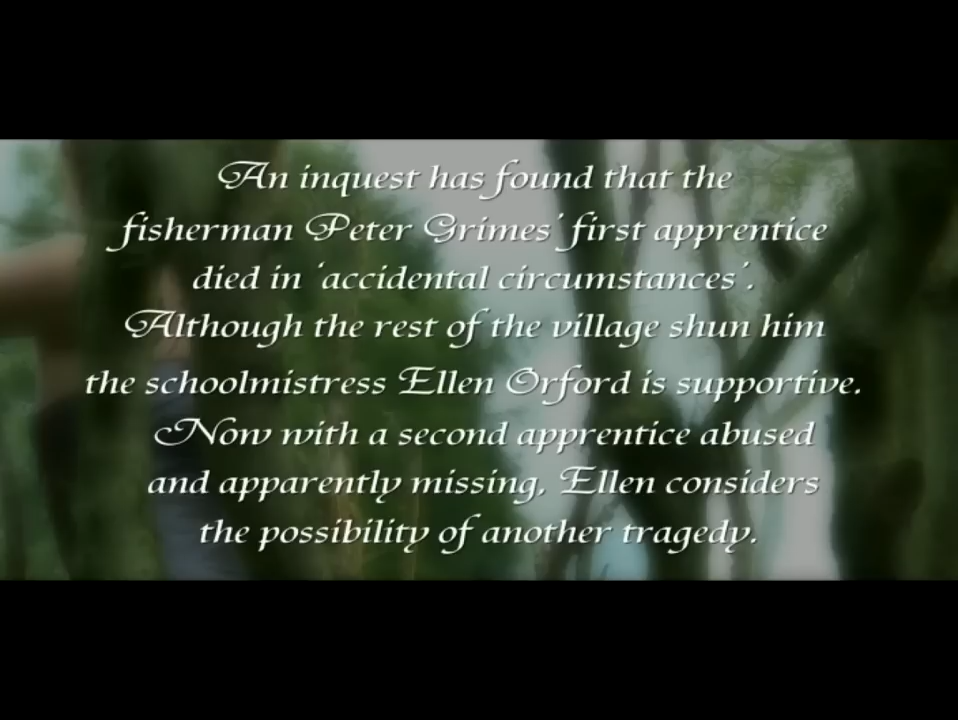 An inquest has found that the
fisherman Peter Grimes' first apprentice
died in 'accidental circumstances'.
Although the rest of the village shun him
the schoolmistress Ellen Orford is supportive.
Now with a second apprentice abused
and apparently missing, Ellen considers
the possibility of another tragedy.